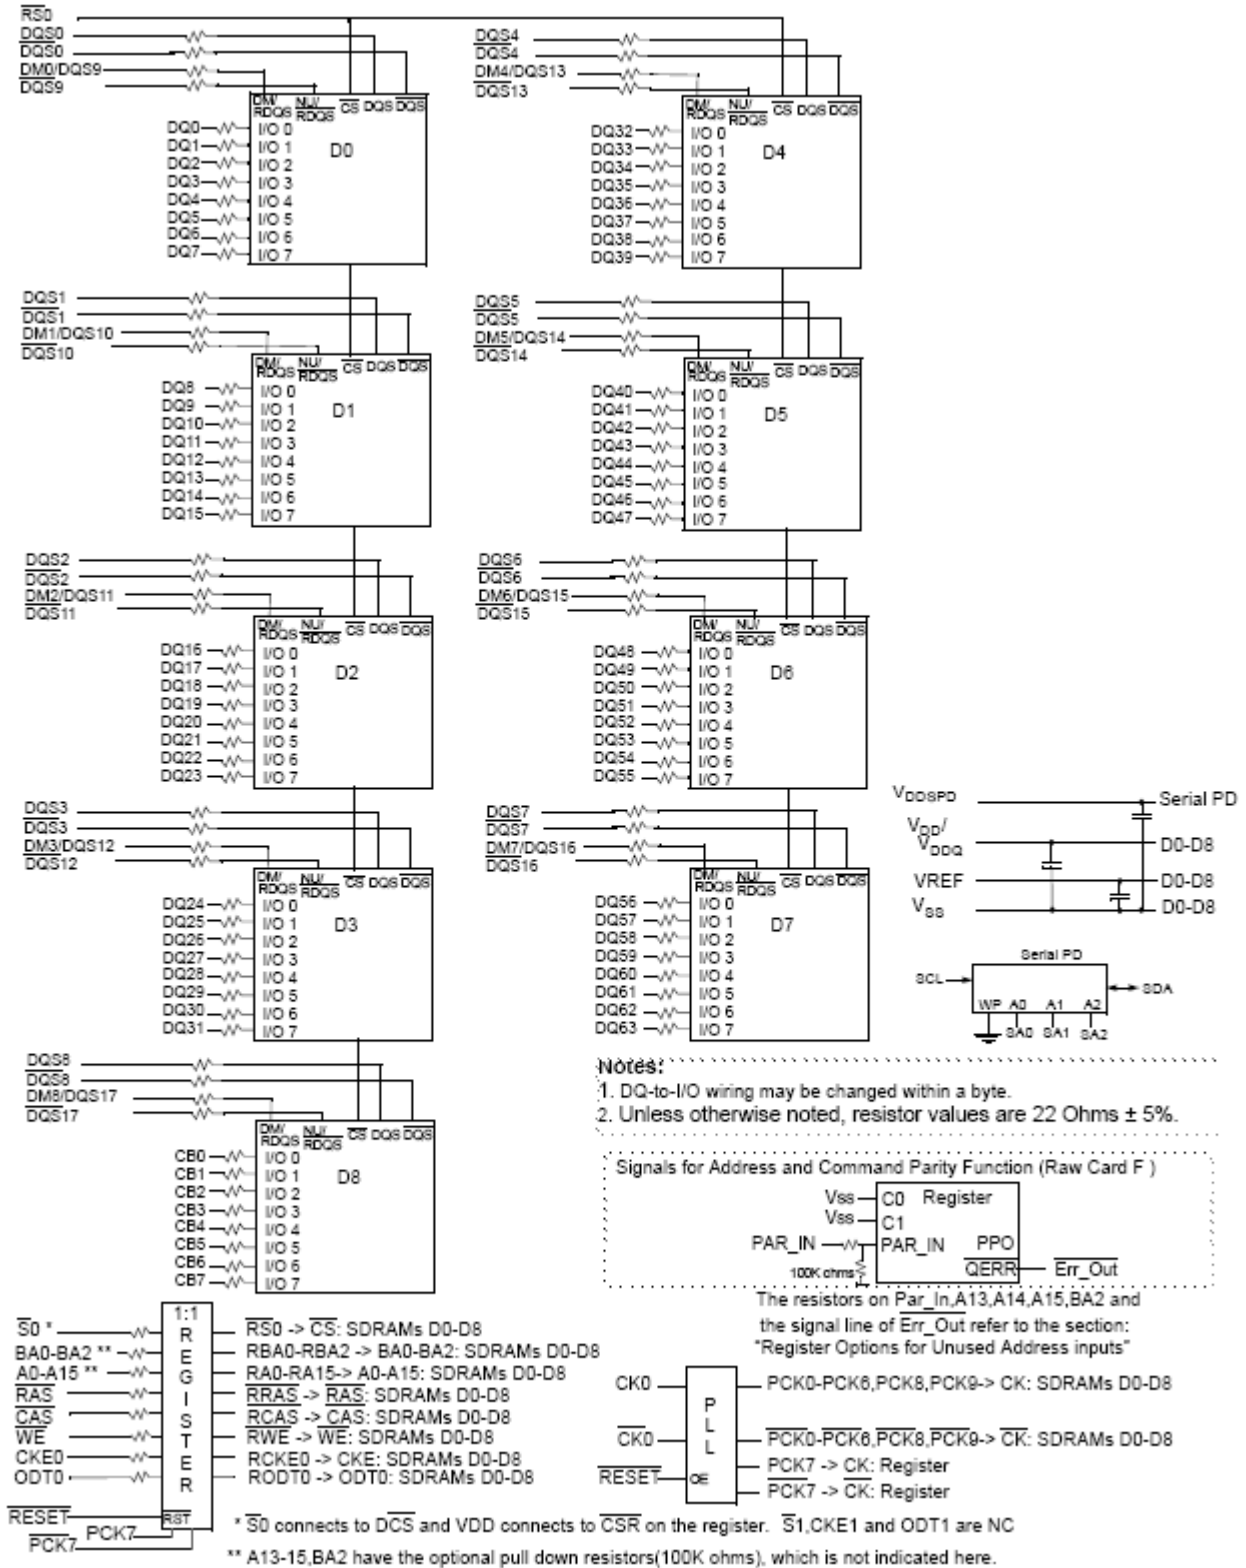 RS0
DQS0
DQS0
DM0/DQS9
DQS9
DM/ NU/ CS DQS DQS
RDQS RDQS
DQ0 I/O 0
DQ1 I/O 1
DQ2 I/O 2
DQ3 I/O 3
DQ4 I/O 4
DQ5 I/O 5
DQ6 I/O 6
DQ7 I/O 7
D0
DQS1
DQS1
DM1/DQS10
DQS10
DM/ NU/ CS DQS DQS
RDQS RDQS
DQ8 I/O 0
DQ9 I/O 1
DQ10 I/O 2
DQ11 I/O 3
DQ12 I/O 4
DQ13 I/O 5
DQ14 I/O 6
DQ15 I/O 7
D1
DQS2
DQS2
DM2/DQS11
DQS11
DM/ NU/ CS DQS DQS
RDQS RDQS
DQ16 I/O 0
DQ17 I/O 1
DQ18 I/O 2
DQ19 I/O 3
DQ20 I/O 4
DQ21 I/O 5
DQ22 I/O 6
DQ23 I/O 7
D2
DQS3
DQS3
DM3/DQS12
DQS12
DM/ NU/ CS DQS DQS
RDQS RDQS
DQ24 I/O 0
DQ25 I/O 1
DQ26 I/O 2
DQ27 I/O 3
DQ28 I/O 4
DQ29 I/O 5
DQ30 I/O 6
DQ31 I/O 7
D3
DQS8
DQS8
DM8/DQS17
DQS17
DM/ NU/ CS DQS DQS
RDQS RDQS
CB0 I/O 0
CB1 I/O 1
CB2 I/O 2
CB3 I/O 3
CB4 I/O 4
CB5 I/O 5
CB6 I/O 6
CB7 I/O 7
D8
DQS4
DQS4
DM4/DQS13
DQS13
DM/ NU/ CS DQS DQS
RDQS RDQS
DQ32 I/O 0
DQ33 I/O 1
DQ34 I/O 2
DQ35 I/O 3
DQ36 I/O 4
DQ37 I/O 5
DQ38 I/O 6
DQ39 I/O 7
D4
DQS5
DQS5
DM5/DQS14
DQS14
DM/ NU/ CS DQS DQS
RDQS RDQS
DQ40 I/O 0
DQ41 I/O 1
DQ42 I/O 2
DQ43 I/O 3
DQ44 I/O 4
DQ45 I/O 5
DQ46 I/O 6
DQ47 I/O 7
D5
DQS6
DQS6
DM6/DQS15
DQS15
DM/ NU/ CS DQS DQS
RDQS RDQS
DQ48 I/O 0
DQ49 I/O 1
DQ50 I/O 2
DQ51 I/O 3
DQ52 I/O 4
DQ53 I/O 5
DQ54 I/O 6
DQ55 I/O 7
D6
DQS7
DQS7
DM7/DQS16
DQS16
DM/ NU/ CS DQS DQS
RDQS RDQS
DQ56 I/O 0
DQ57 I/O 1
DQ58 I/O 2
DQ59 I/O 3
DQ60 I/O 4
DQ61 I/O 5
DQ62 I/O 6
DQ63 I/O 7
D7
VDDSPD Serial PD
VDD/
VDDQ D0-D8
VREF D0-D8
VSS D0-D8
Serial PD
SCL SDA
WP A0 A1 A2
SA0 SA1 SA2
Notes:
1. DQ-to-I/O wiring may be changed within a byte.
2. Unless otherwise noted, resistor values are 22 Ohms ± 5%.
Signals for Address and Command Parity Function (Raw Card F )
Vss C0 Register
Vss C1
PAR_IN PAR_IN PPO
100K ohms QERR Err_Out
The resistors on Par_In,A13,A14,A15,BA2 and
the signal line of Err_Out refer to the section:
"Register Options for Unused Address inputs"
1:1
REGISTER
S0 * RS0 -> CS: SDRAMs D0-D8
BA0-BA2 ** RBA0-RBA2 -> BA0-BA2: SDRAMs D0-D8
A0-A15 ** RA0-RA15-> A0-A15: SDRAMs D0-D8
RAS RRAS -> RAS: SDRAMs D0-D8
CAS RCAS -> CAS: SDRAMs D0-D8
WE RWE -> WE: SDRAMs D0-D8
CKE0 RCKE0 -> CKE: SDRAMs D0-D8
ODT0 RODT0 -> ODT0: SDRAMs D0-D8
RESET RST
PCK7
PCK7
PLL
CK0 PCK0-PCK6,PCK8,PCK9-> CK: SDRAMs D0-D8
CK0 PCK0-PCK6,PCK8,PCK9-> CK: SDRAMs D0-D8
RESET OE PCK7 -> CK: Register
PCK7 -> CK: Register
* S0 connects to DCS and VDD connects to CSR on the register. S1,CKE1 and ODT1 are NC
** A13-15,BA2 have the optional pull down resistors(100K ohms), which is not indicated here.